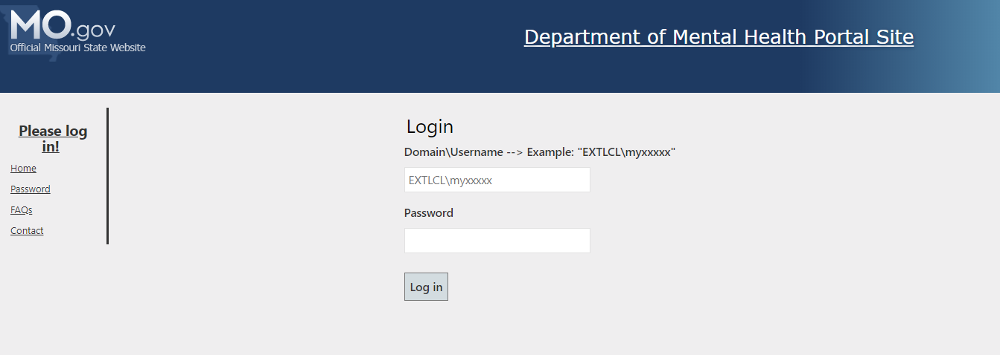 MO.gov
Official Missouri State Website
Department of Mental Health Portal Site
Please log
in!
Home
Password
FAQs
Contact
Login
Domain\Username --> Example: "EXTLCL\myxxxxx"
EXTLCL\myxxxxx
Password
Log in